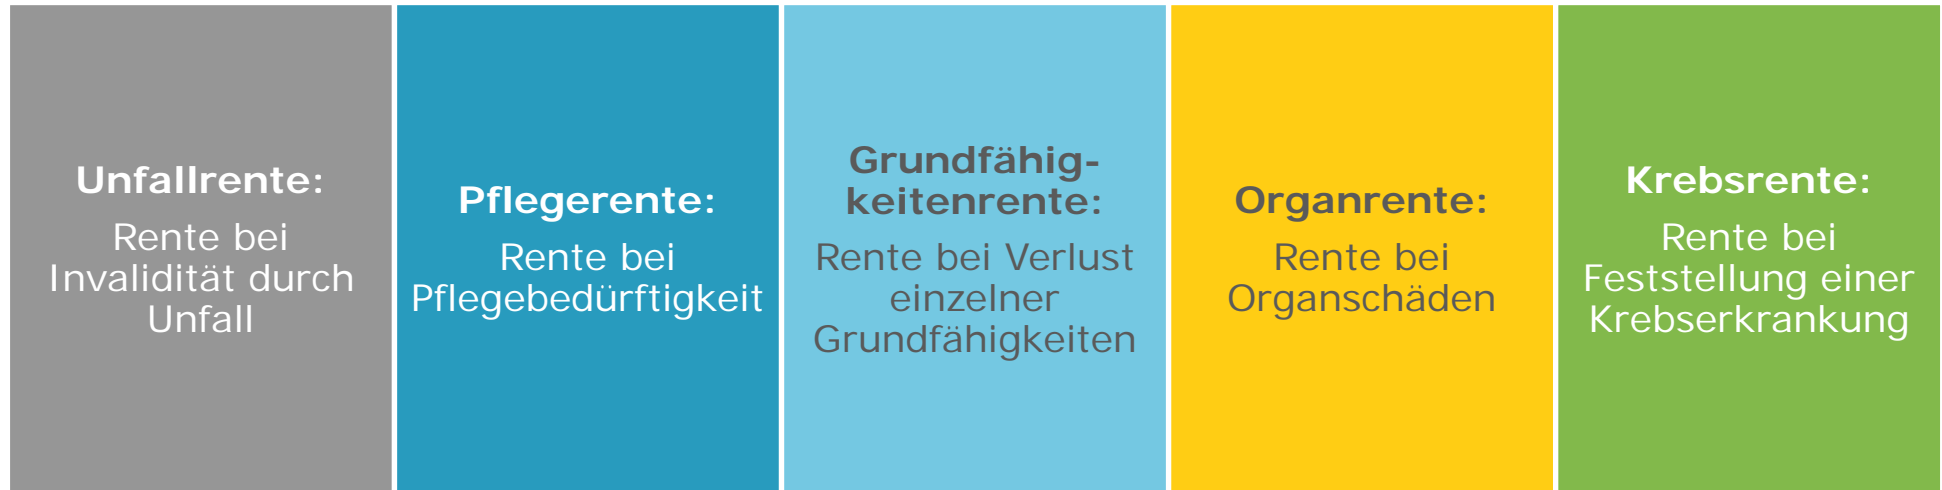 Unfallrente:
Rente bei
Invalidität durch
Unfall
Pflegerente:
Rente bei
Pflegebedürftigkeit
Grundfähig-
keitenrente:
Rente bei Verlust
einzelner
Grundfähigkeiten
Organrente:
Rente bei
Organschäden
Krebsrente:
Rente bei
Feststellung einer
Krebserkrankung